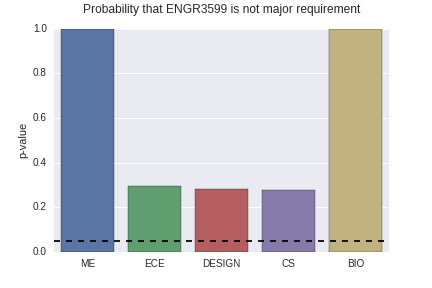 Probability that ENGR3599 is not major requirement
1.0
0.8
0.6
0.4
0.2
0.0
p-value
ME ECE DESIGN CS BIO